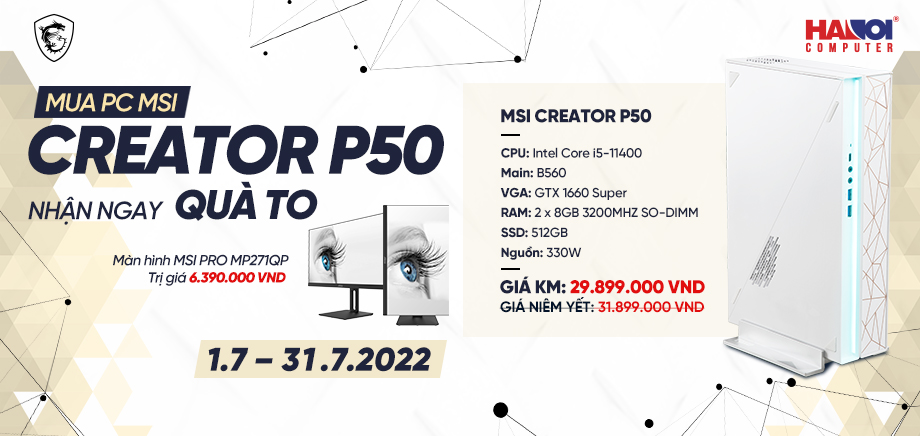 HANOI
COMPUTER
MUA PC MSI
CREATOR P50
NHẬN NGAY QUÀ TO
Màn hình MSI PRO MP271QP
Trị giá 6.390.000 VND
1.7 – 31.7.2022
MSI CREATOR P50
CPU: Intel Core i5-11400
Main: B560
VGA: GTX 1660 Super
RAM: 2 x 8GB 3200MHZ SO-DIMM
SSD: 512GB
Nguồn: 330W
GIÁ KM: 29.899.000 VND
GIÁ NIÊM YẾT: 31.899.000 VND